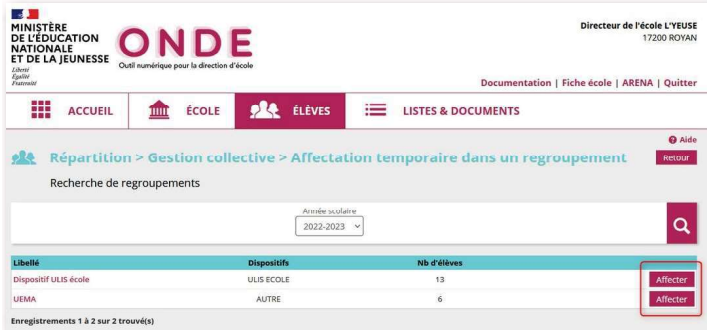 MINISTÈRE
DE L'ÉDUCATION
NATIONALE
ET DE LA JEUNESSE
Liberté
Égalité
Fraternité
ONDE
Outil numérique pour la direction d'école
Directeur de l'école L'YEUSE
17200 ROYAN
Documentation | Fiche école | ARENA | Quitter
ACCUEIL ÉCOLE ÉLÈVES LISTES & DOCUMENTS
Aide
Répartition > Gestion collective > Affectation temporaire dans un regroupement
Retour
Recherche de regroupements
Année scolaire
2022-2023
Libellé Dispositifs Nb d'élèves
Dispositif ULIS école ULIS ECOLE 13 Affecter
UEMA AUTRE 6 Affecter
Enregistrements 1 à 2 sur 2 trouvé(s)